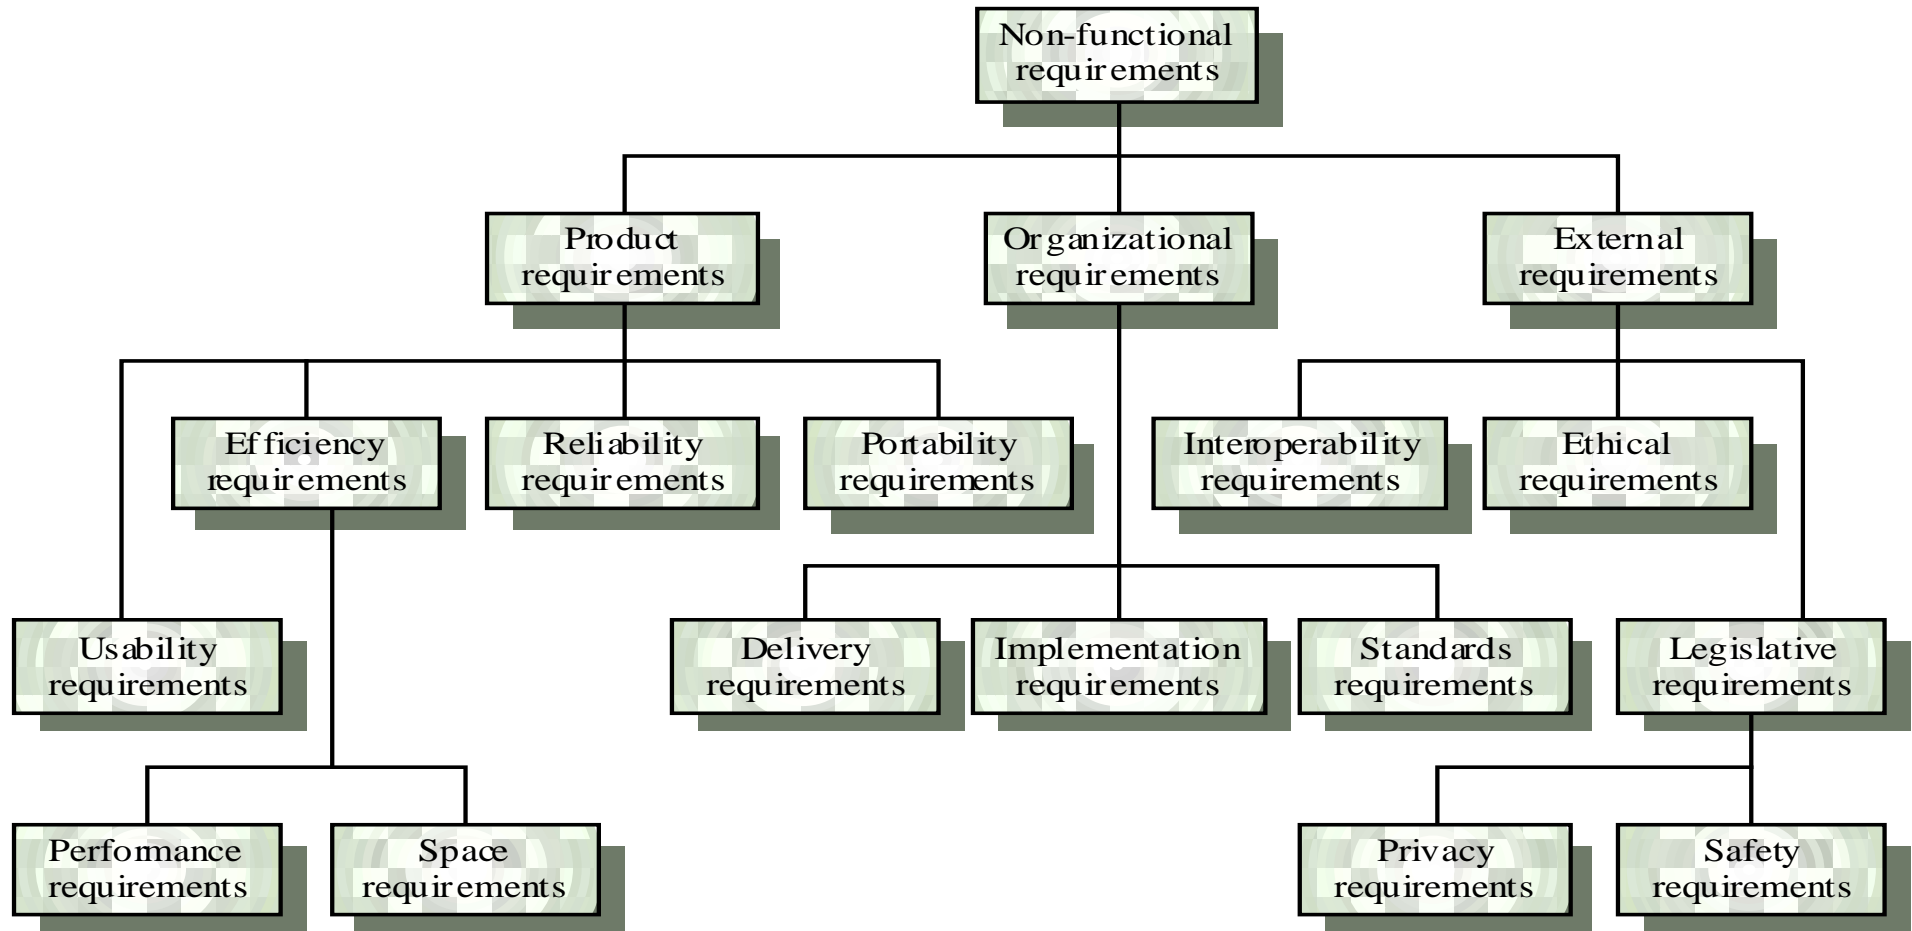 Non-functional
requirements
Product
requirements
Organizational
requirements
External
requirements
Efficiency
requirements
Reliability
requirements
Portability
requirements
Interoperability
requirements
Ethical
requirements
Usability
requirements
Delivery
requirements
Implementation
requirements
Standards
requirements
Legislative
requirements
Performance
requirements
Space
requirements
Privacy
requirements
Safety
requirements